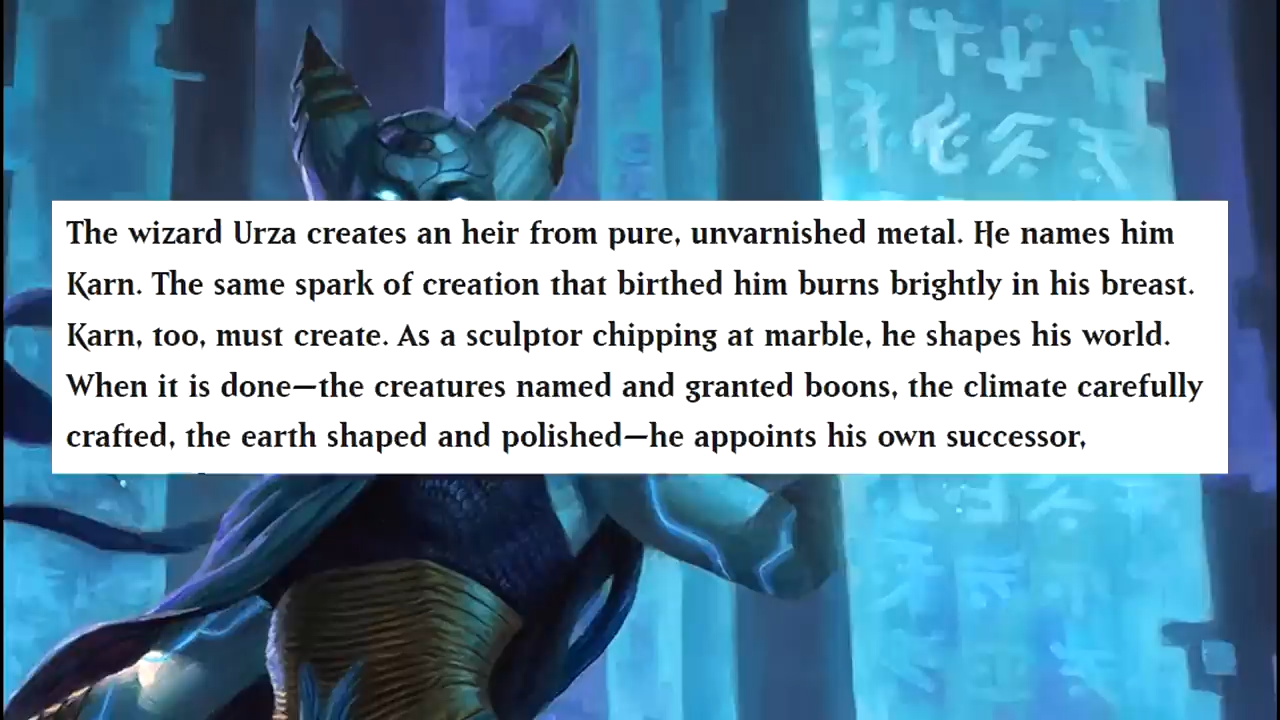 The wizard Urza creates an heir from pure, unvarnished metal. He names him
Karn. The same spark of creation that birthed him burns brightly in his breast.
Karn, too, must create. As a sculptor chipping at marble, he shapes his world.
When it is done—the creatures named and granted boons, the climate carefully
crafted, the earth shaped and polished—he appoints his own successor,